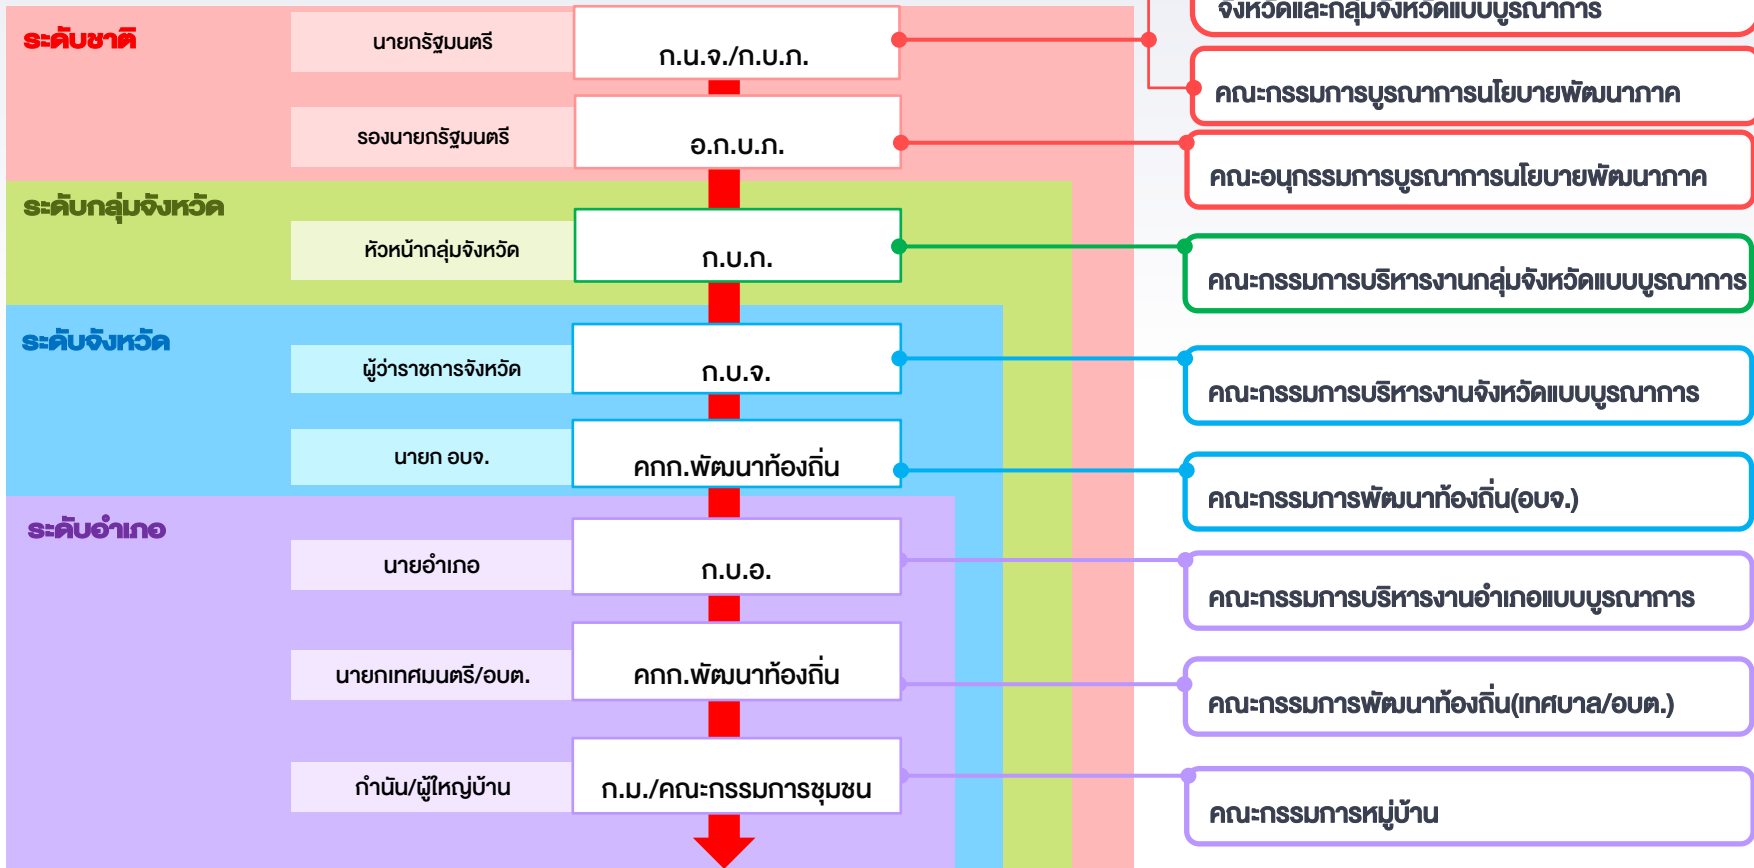 จังหวัดและกลุ่มจังหวัดแบบบูรณาการ
ระดับชาติ
นายกรัฐมนตรี
ก.น.จ./ก.บ.ภ.
คณะกรรมการบูรณาการนโยบายพัฒนาภาค
รองนายกรัฐมนตรี
อ.ก.บ.ภ.
คณะอนุกรรมการบูรณาการนโยบายพัฒนาภาค
ระดับกลุ่มจังหวัด
หัวหน้ากลุ่มจังหวัด
ก.บ.ก.
คณะกรรมการบริหารงานกลุ่มจังหวัดแบบบูรณาการ
ระดับจังหวัด
ผู้ว่าราชการจังหวัด
ก.บ.จ.
คณะกรรมการบริหารงานจังหวัดแบบบูรณาการ
นายก อบจ.
คกก.พัฒนาท้องถิ่น
คณะกรรมการพัฒนาท้องถิ่น(อบจ.)
ระดับอำเภอ
นายอำเภอ
ก.บ.อ.
คณะกรรมการบริหารงานอำเภอแบบบูรณาการ
นายกเทศมนตรี/อบต.
คกก.พัฒนาท้องถิ่น
คณะกรรมการพัฒนาท้องถิ่น(เทศบาล/อบต.)
กำนัน/ผู้ใหญ่บ้าน
ก.ม./คณะกรรมการชุมชน
คณะกรรมการหมู่บ้าน